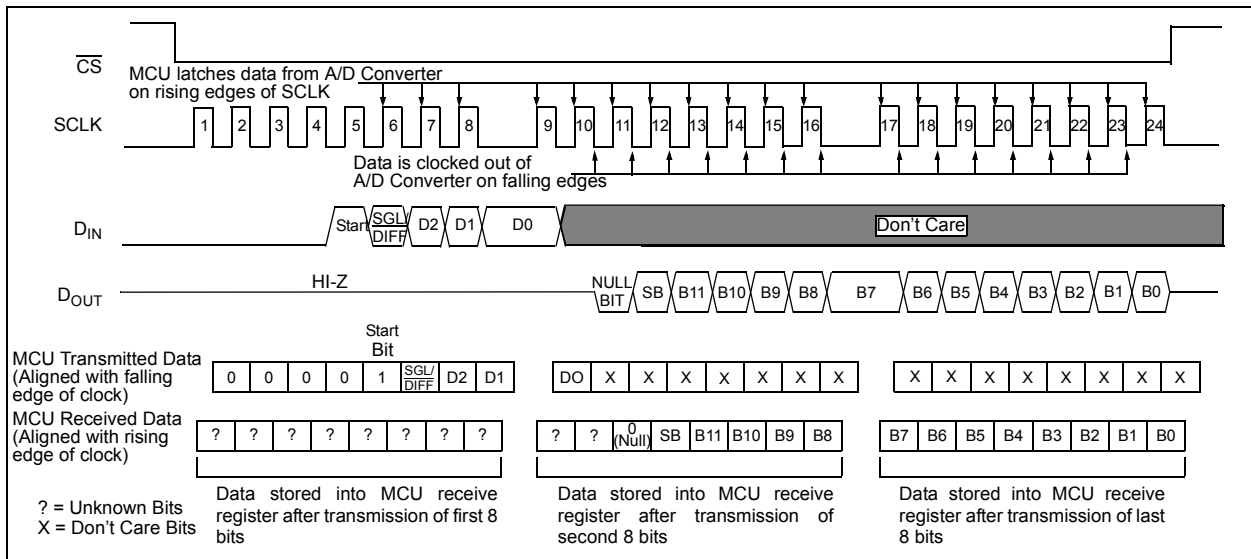 CS
MCU latches data from A/D Converter
on rising edges of SCLK
SCLK
1 2 3 4 5 6 7 8 9 10 11 12 13 14 15 16 17 18 19 20 21 22 23 24
Data is clocked out of
A/D Converter on falling edges
DIN
Start SGL/DIFF D2 D1 D0 Don't Care
HI-Z
DOUT
NULL BIT SB B11 B10 B9 B8 B7 B6 B5 B4 B3 B2 B1 B0
Start
Bit
MCU Transmitted Data
(Aligned with falling
edge of clock)
0 0 0 0 1 SGL/DIFF D2 D1 DO X X X X X X X X X X X X X X X
MCU Received Data
(Aligned with rising
edge of clock)
? ? ? ? ? ? ? ? ? ? 0 (Null) SB B11 B10 B9 B8 B7 B6 B5 B4 B3 B2 B1 B0
? = Unknown Bits
X = Don't Care Bits
Data stored into MCU receive
register after transmission of first 8
bits
Data stored into MCU receive
register after transmission of
second 8 bits
Data stored into MCU receive
register after transmission of last
8 bits